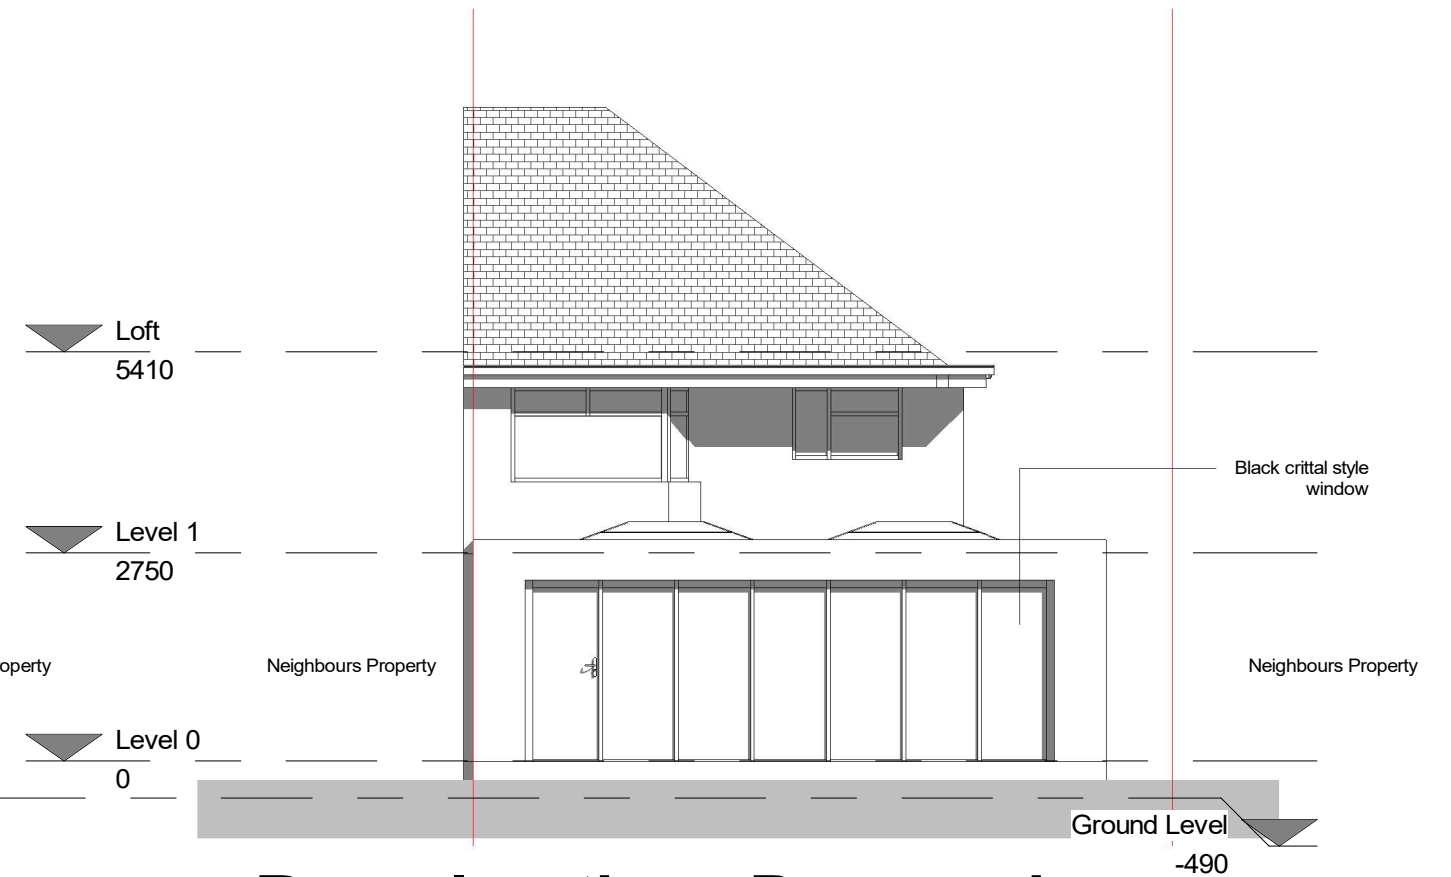 Loft
5410
Black crittal style
window
Level 1
2750
operty
Neighbours Property
Neighbours Property
Level 0
0
Ground Level
-490